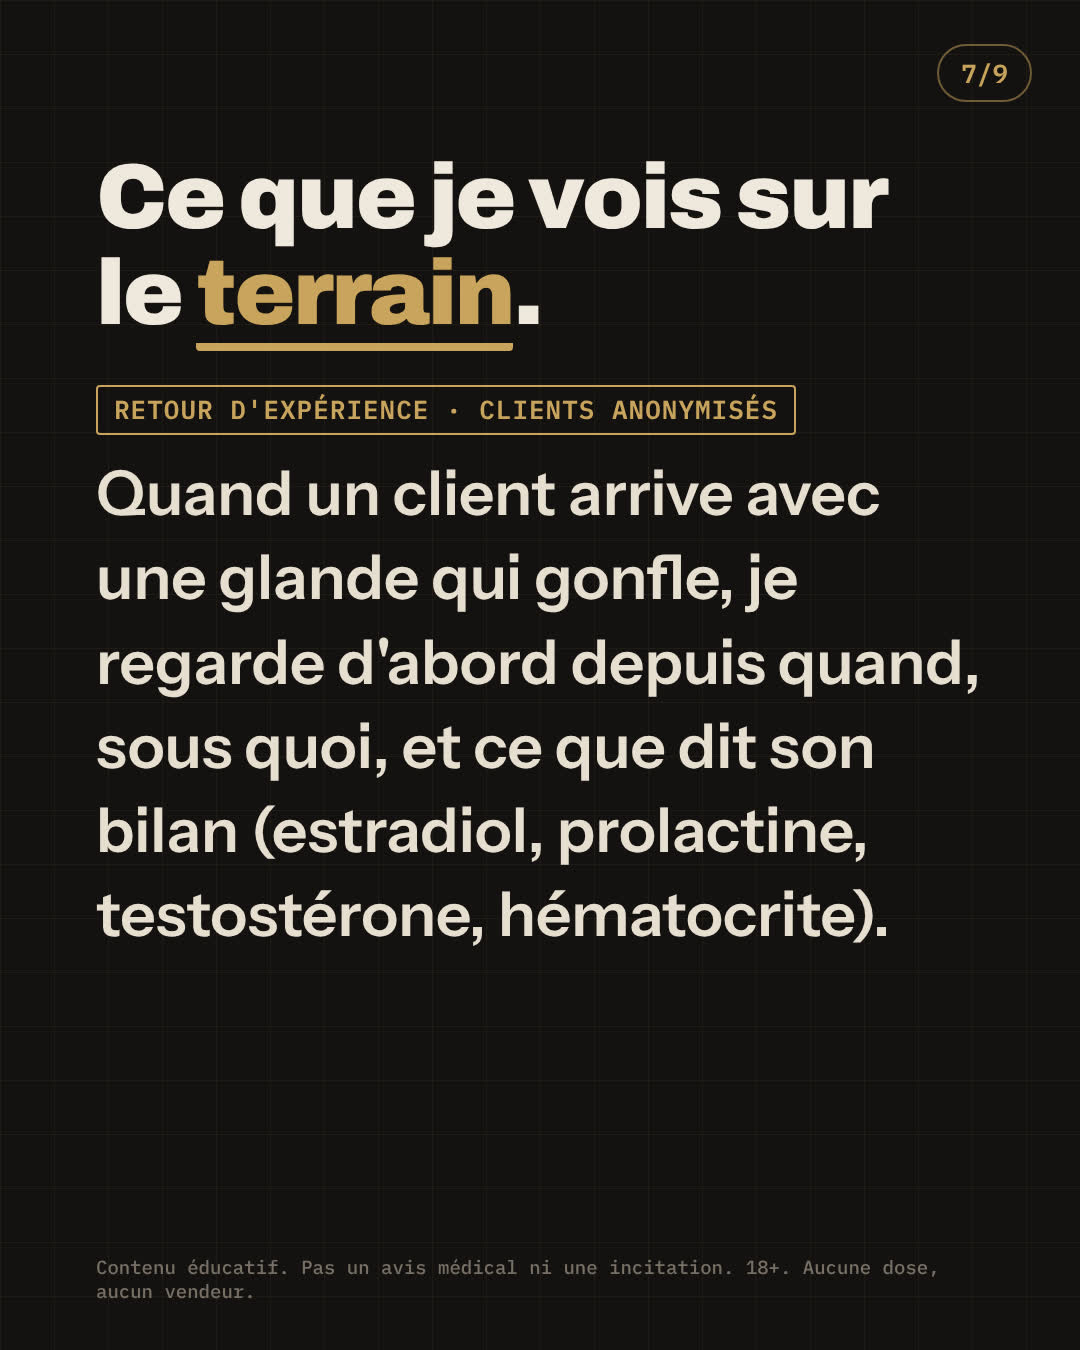 7/9
Ce que je vois sur
le terrain.
RETOUR D'EXPÉRIENCE · CLIENTS ANONYMISÉS
Quand un client arrive avec
une glande qui gonfle, je
regarde d'abord depuis quand,
sous quoi, et ce que dit son
bilan (estradiol, prolactine,
testostérone, hématocrite).
Contenu éducatif. Pas un avis médical ni une incitation. 18+. Aucune dose,
aucun vendeur.